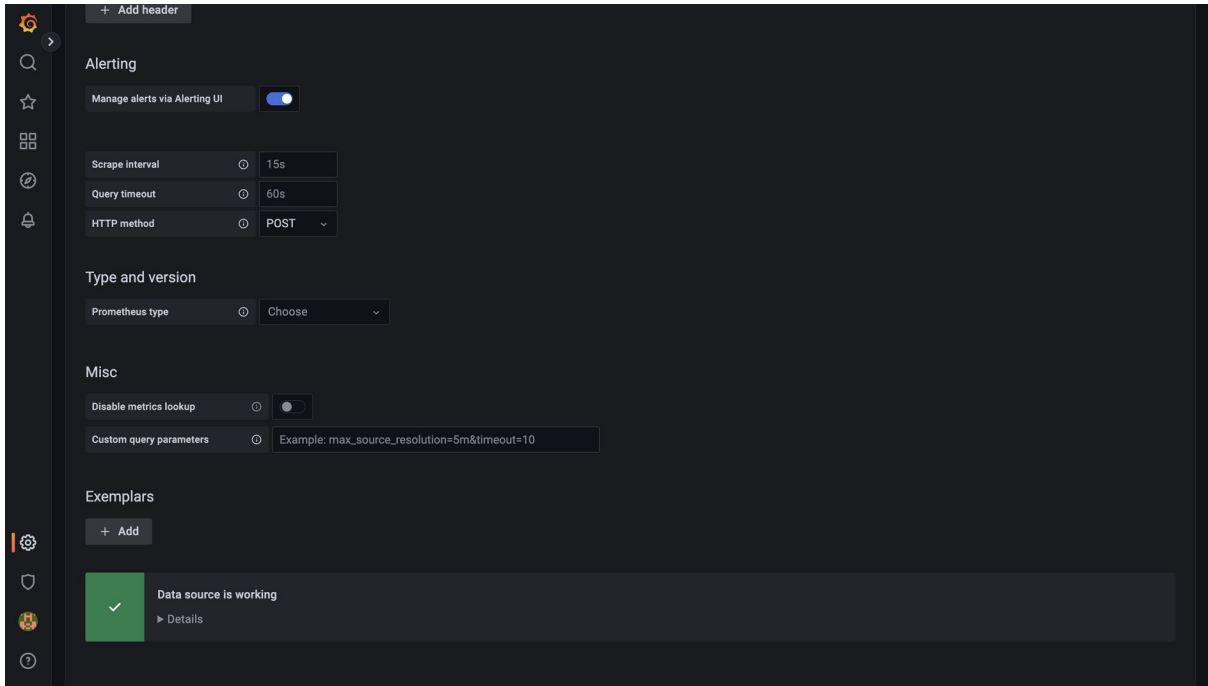 + Add header
Alerting
Manage alerts via Alerting UI
Scrape interval 15s
Query timeout 60s
HTTP method POST
Type and version
Prometheus type Choose
Misc
Disable metrics lookup
Custom query parameters Example: max_source_resolution=5m&timeout=10
Exemplars
+ Add
Data source is working
Details